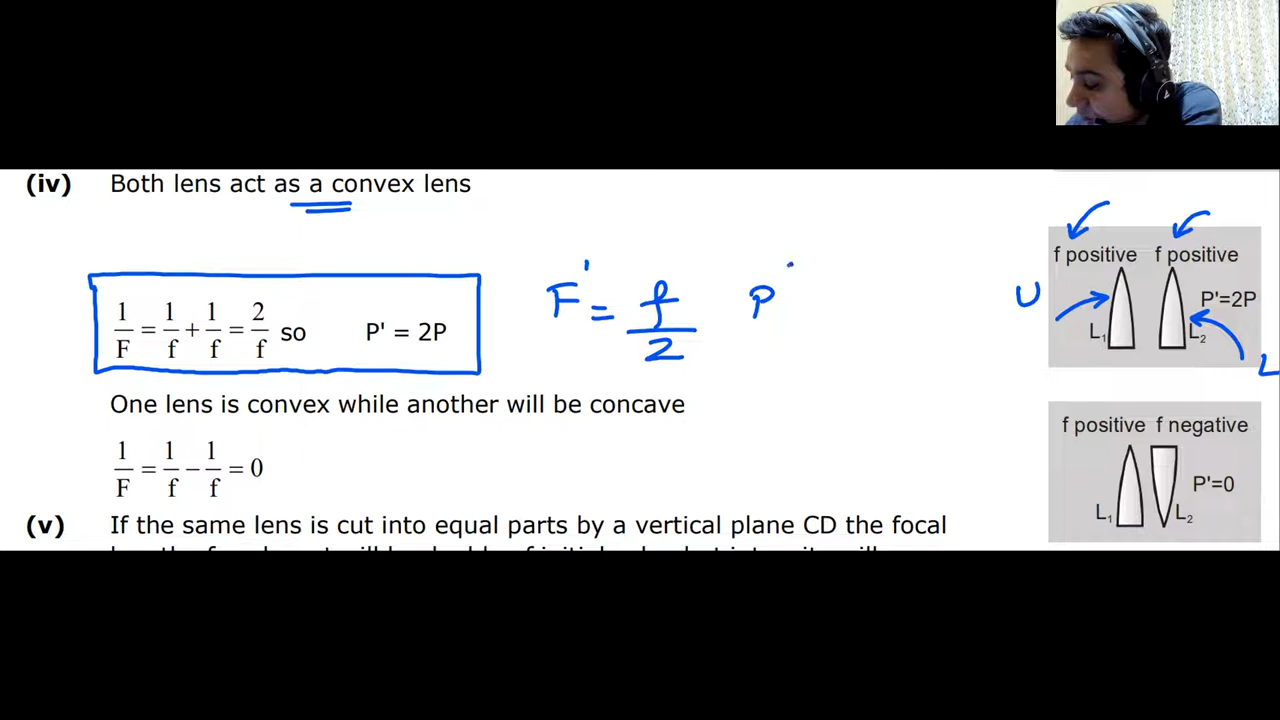 (iv) Both lens act as a convex lens
1/F = 1/f + 1/f = 2/f so P' = 2P
F' = f/2 P'
One lens is convex while another will be concave
1/F = 1/f − 1/f = 0
(v) If the same lens is cut into equal parts by a vertical plane CD the focal
f positive f positive
U
P'=2P
L1 L2
L
f positive f negative
P'=0
L1 L2